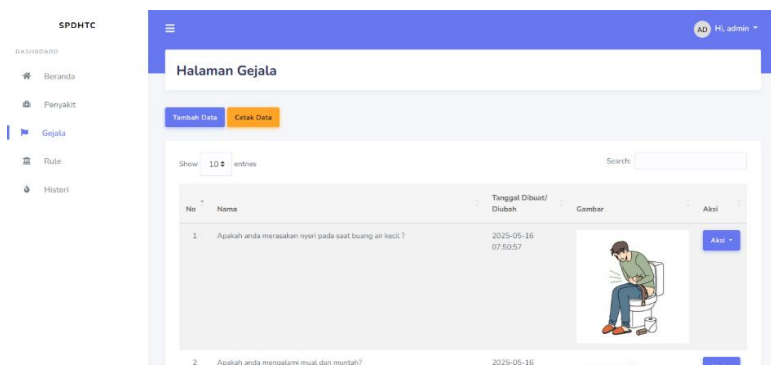 SPDHTC
AD Hi, admin
DASHBOARD
Beranda
Penyakit
Gejala
Rule
Histori
Halaman Gejala
Tambah Data Cetak Data
Show 10 entries Search:
No Nama Tanggal Dibuat/ Diubah Gambar Aksi
1 Apakah anda merasakan nyeri pada saat buang air kecil ? 2025-05-16 07:50:57 Aksi
2 Apakah anda mengalami mual dan muntah? 2025-05-16